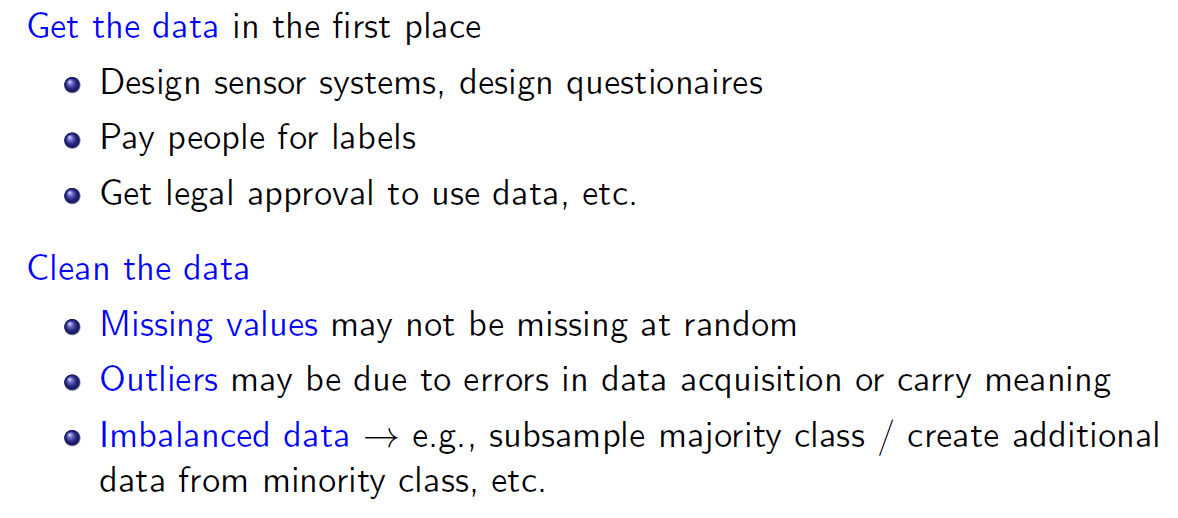 Get the data in the first place
Design sensor systems, design questionaires
Pay people for labels
Get legal approval to use data, etc.
Clean the data
Missing values may not be missing at random
Outliers may be due to errors in data acquisition or carry meaning
Imbalanced data → e.g., subsample majority class / create additional
data from minority class, etc.